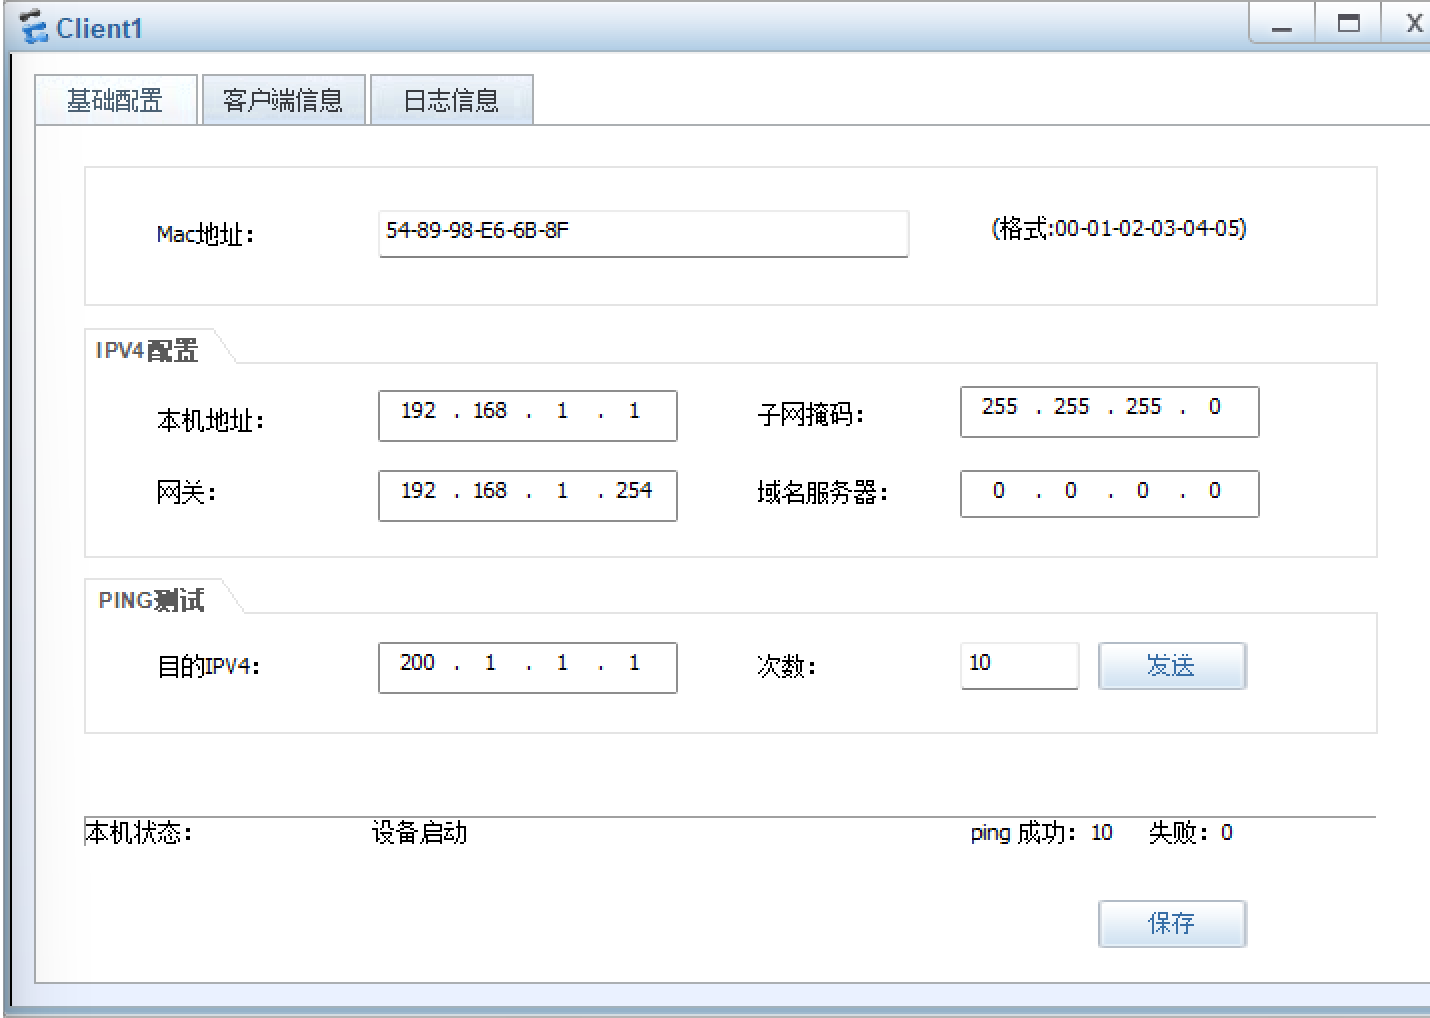 Client1
基础配置 客户端信息 日志信息
Mac地址: 54-89-98-E6-6B-8F (格式:00-01-02-03-04-05)
IPV4配置
本机地址: 192 . 168 . 1 . 1 子网掩码: 255 . 255 . 255 . 0
网关: 192 . 168 . 1 . 254 域名服务器: 0 . 0 . 0 . 0
PING测试
目的IPV4: 200 . 1 . 1 . 1 次数: 10 发送
本机状态: 设备启动 ping 成功: 10 失败: 0
保存